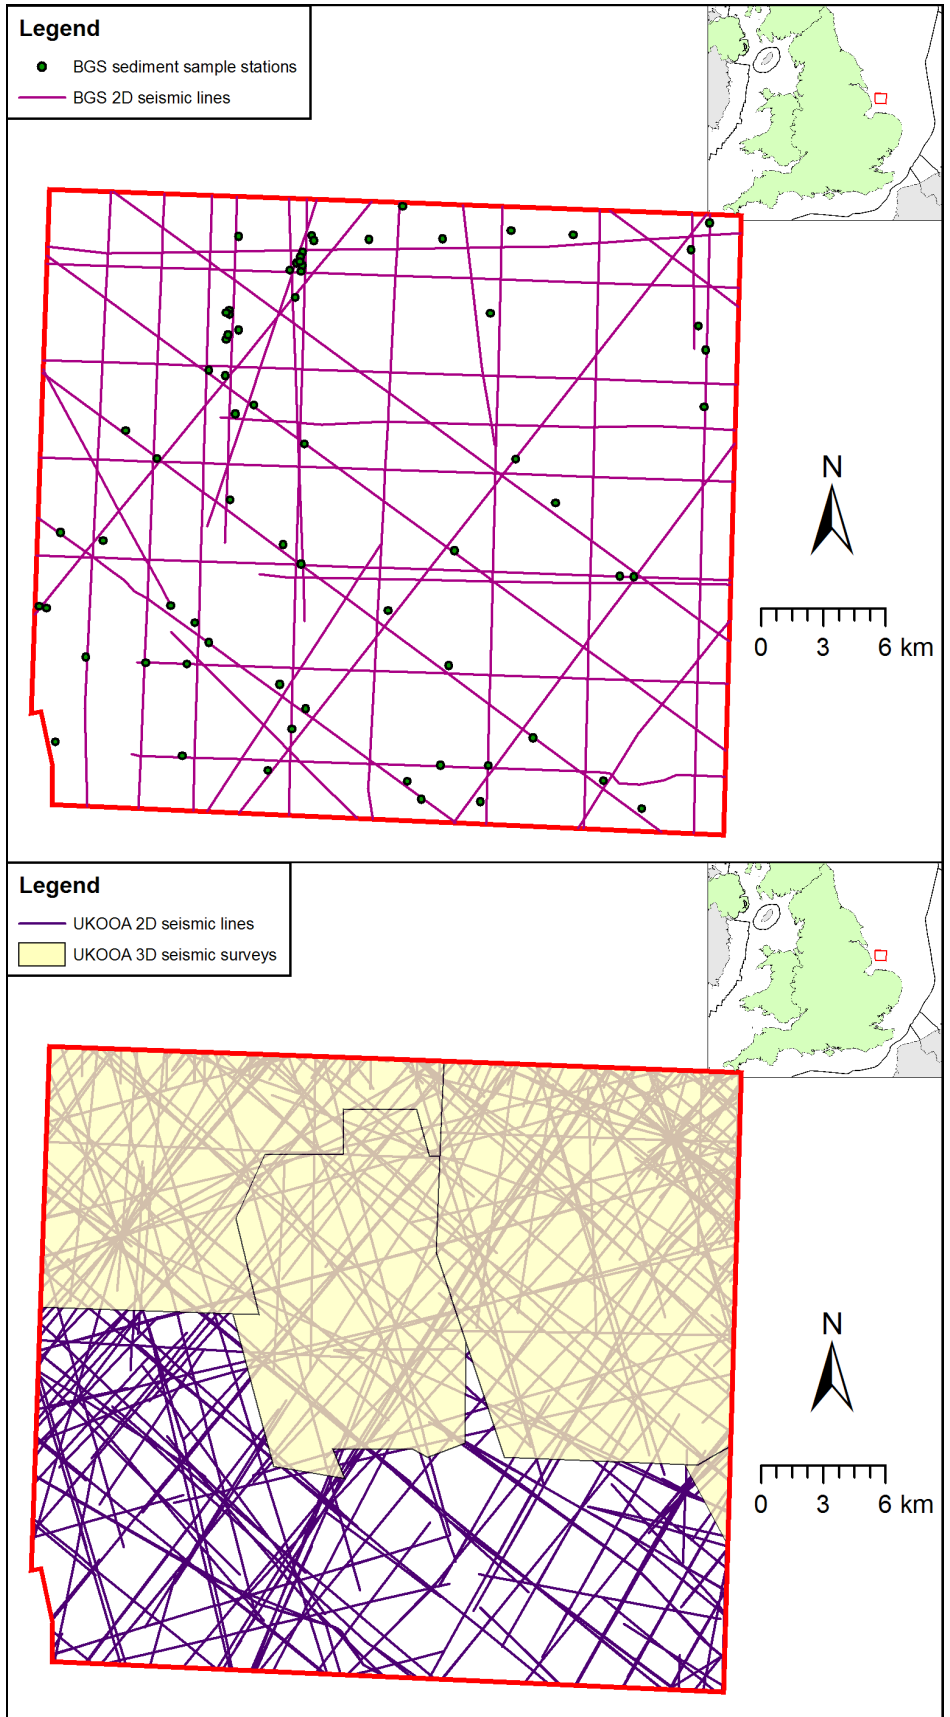 Legend
BGS sediment sample stations
BGS 2D seismic lines
N
0 3 6 km
Legend
UKOOA 2D seismic lines
UKOOA 3D seismic surveys
N
0 3 6 km